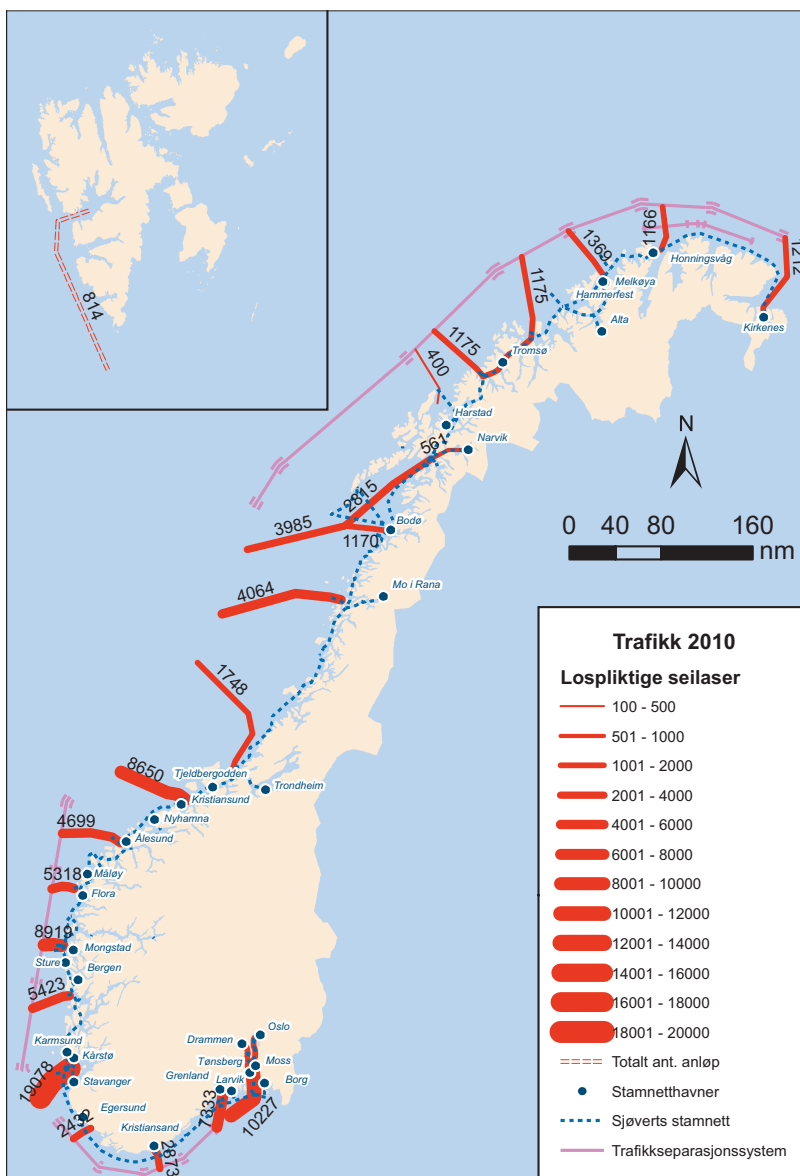 814
1212
1166
1369
Honningsvåg
Melkøya
1175
Hammerfest
Kirkenes
Alta
1175
Tromsø
400
Harstad
Narvik
561
N
2815
3985
Bodø
1170
0 40 80 160
nm
4064
Mo i Rana
1748
8650
Tjeldbergodden
Trondheim
Kristiansund
Nyhamna
4699
Ålesund
5318
Måløy
Flora
8919
Mongstad
Sture
Bergen
5423
Karmsund
Kårstø
19078
Stavanger
Egersund
2432
Kristiansand
2873
Oslo
Drammen
Tønsberg
Moss
Grenland
Larvik
Borg
1333
10227
Trafikk 2010
Lospliktige seilaser
100 - 500
501 - 1000
1001 - 2000
2001 - 4000
4001 - 6000
6001 - 8000
8001 - 10000
10001 - 12000
12001 - 14000
14001 - 16000
16001 - 18000
18001 - 20000
Totalt ant. anløp
Stamnetthavner
Sjøverts stamnett
Trafikkseparasjonssystem